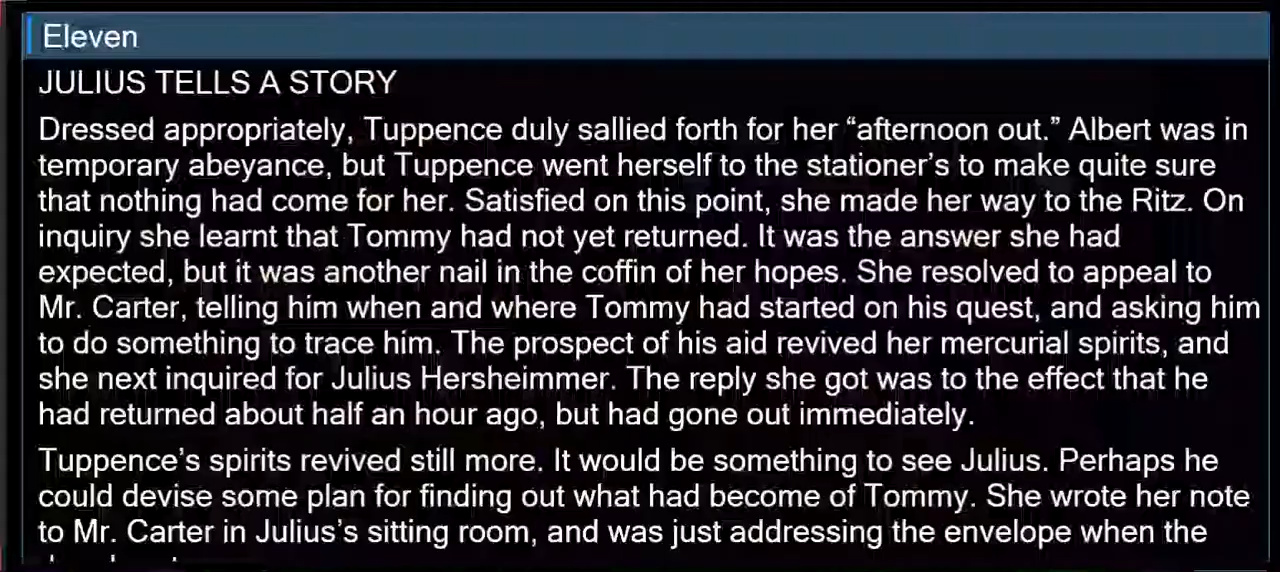 Eleven
JULIUS TELLS A STORY
Dressed appropriately, Tuppence duly sallied forth for her “afternoon out.” Albert was in
temporary abeyance, but Tuppence went herself to the stationer’s to make quite sure
that nothing had come for her. Satisfied on this point, she made her way to the Ritz. On
inquiry she learnt that Tommy had not yet returned. It was the answer she had
expected, but it was another nail in the coffin of her hopes. She resolved to appeal to
Mr. Carter, telling him when and where Tommy had started on his quest, and asking him
to do something to trace him. The prospect of his aid revived her mercurial spirits, and
she next inquired for Julius Hersheimmer. The reply she got was to the effect that he
had returned about half an hour ago, but had gone out immediately.
Tuppence’s spirits revived still more. It would be something to see Julius. Perhaps he
could devise some plan for finding out what had become of Tommy. She wrote her note
to Mr. Carter in Julius’s sitting room, and was just addressing the envelope when the